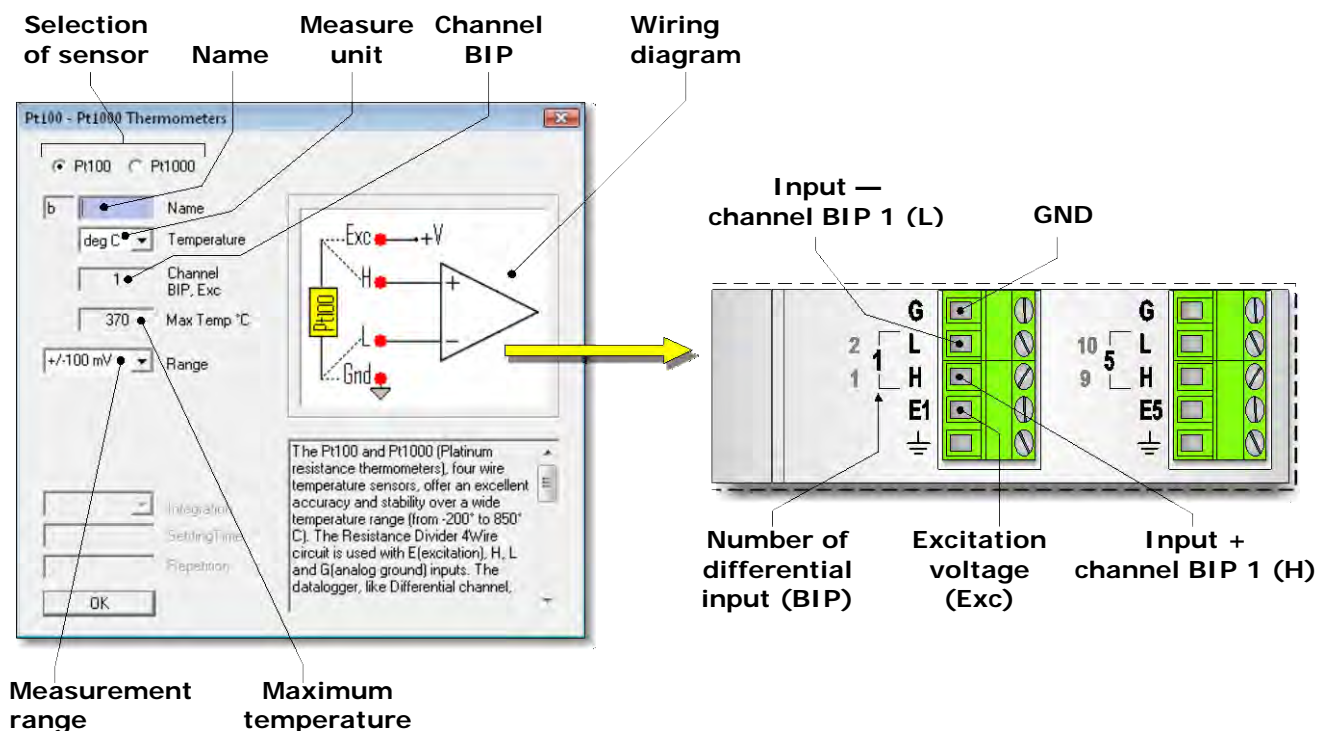 Selection
of sensor
Name
Measure
unit
Channel
BIP
Wiring
diagram
Pt100 - Pt1000 Thermometers
Pt100
Pt1000
b
Name
deg C
Temperature
1
Channel
BIP, Exc
370
Max Temp °C
+/-100 mV
Range
Integration
SettlingTime
Repetition
OK
Exc
+V
H
+
Pt100
L
−
Gnd
The Pt100 and Pt1000 (Platinum
resistance thermometers), four wire
temperature sensors, offer an excellent
accuracy and stability over a wide
temperature range (from -200° to 850°
C). The Resistance Divider 4Wire
circuit is used with E(excitation), H, L
and G(analog ground) inputs. The
datalogger, like Differential channel,
Measurement
range
Maximum
temperature
Input —
channel BIP 1 (L)
GND
G
2 L
1
1 H
E1
G
10 L
5
9 H
E5
Number of
differential
input (BIP)
Excitation
voltage
(Exc)
Input +
channel BIP 1 (H)